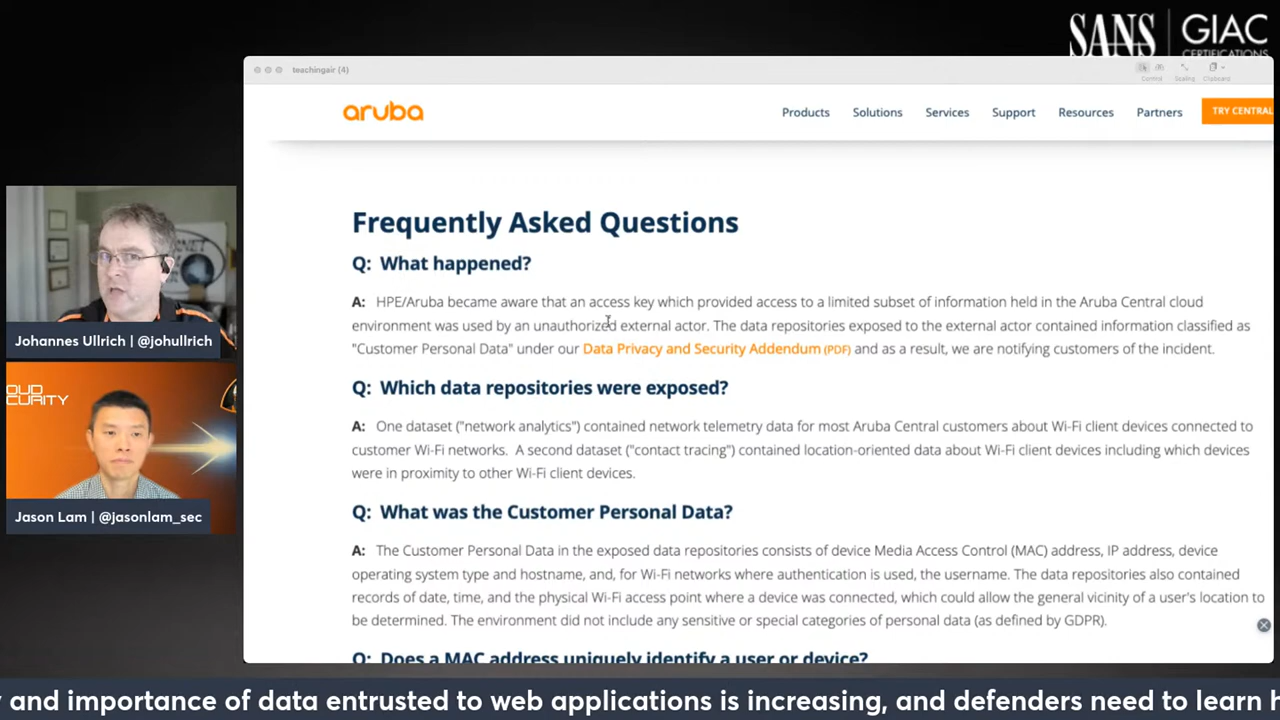 SANS | GIAC
CERTIFICATIONS
teachingair (4)
Control
Scaling
Clipboard
aruba
Products
Solutions
Services
Support
Resources
Partners
TRY CENTRAL
Frequently Asked Questions
Q: What happened?
A: HPE/Aruba became aware that an access key which provided access to a limited subset of information held in the Aruba Central cloud
environment was used by an unauthorized external actor. The data repositories exposed to the external actor contained information classified as
"Customer Personal Data" under our Data Privacy and Security Addendum (PDF) and as a result, we are notifying customers of the incident.
Q: Which data repositories were exposed?
A: One dataset ("network analytics") contained network telemetry data for most Aruba Central customers about Wi-Fi client devices connected to
customer Wi-Fi networks. A second dataset ("contact tracing") contained location-oriented data about Wi-Fi client devices including which devices
were in proximity to other Wi-Fi client devices.
Q: What was the Customer Personal Data?
A: The Customer Personal Data in the exposed data repositories consists of device Media Access Control (MAC) address, IP address, device
operating system type and hostname, and, for Wi-Fi networks where authentication is used, the username. The data repositories also contained
records of date, time, and the physical Wi-Fi access point where a device was connected, which could allow the general vicinity of a user's location to
be determined. The environment did not include any sensitive or special categories of personal data (as defined by GDPR).
Q: Does a MAC address uniquely identify a user or device?
Johannes Ullrich | @johullrich
OUD
CURITY
Jason Lam | @jasonlam_sec
y and importance of data entrusted to web applications is increasing, and defenders need to learn h